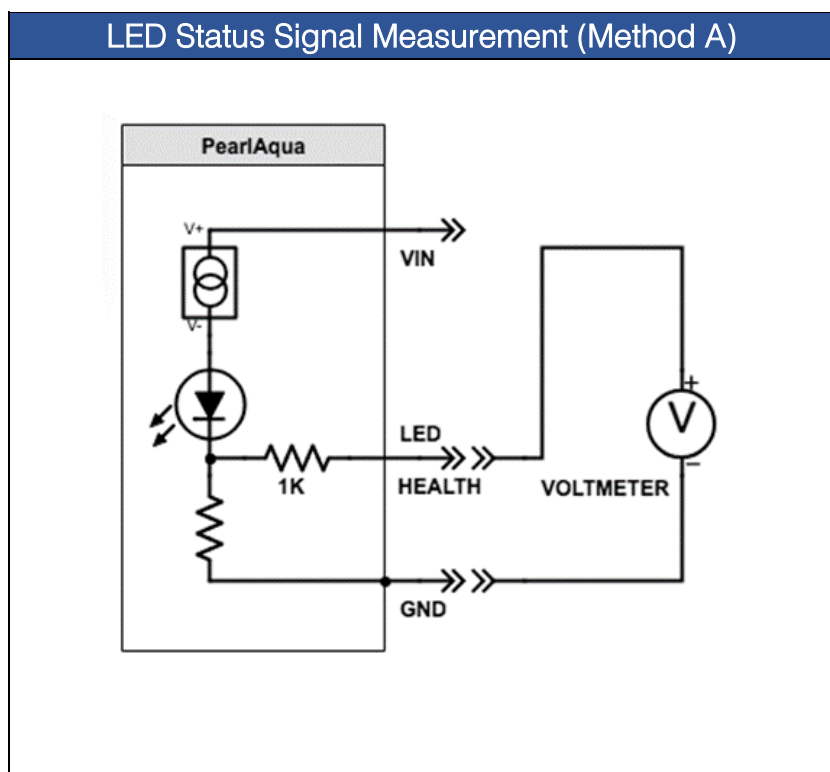 LED Status Signal Measurement (Method A)
PearlAqua
V+
VIN
V-
+
V
LED
1K
HEALTH
VOLTMETER
−
GND